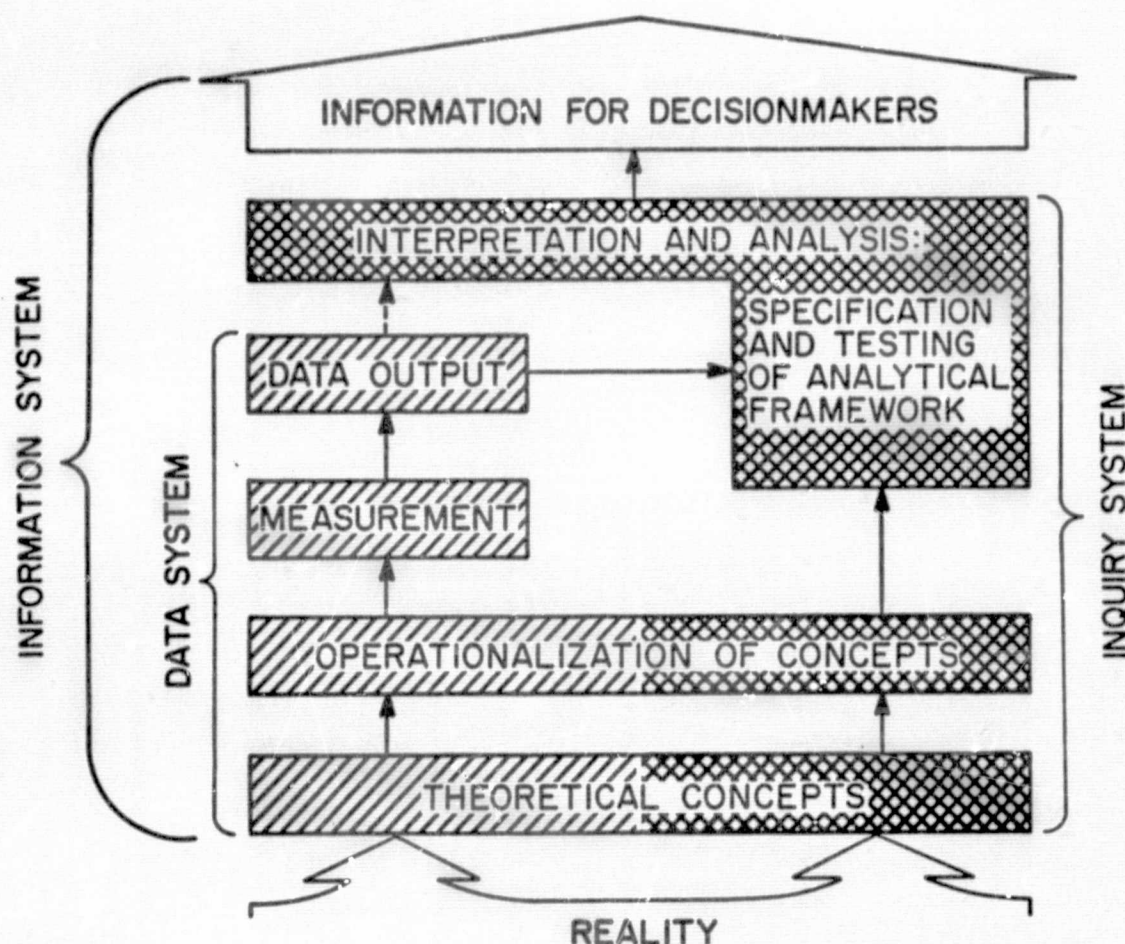 INFORMATION FOR DECISIONMAKERS
INTERPRETATION AND ANALYSIS:
SPECIFICATION
AND TESTING
OF ANALYTICAL
FRAMEWORK
DATA OUTPUT
MEASUREMENT
OPERATIONALIZATION OF CONCEPTS
THEORETICAL CONCEPTS
REALITY
INFORMATION SYSTEM
DATA SYSTEM
INQUIRY SYSTEM